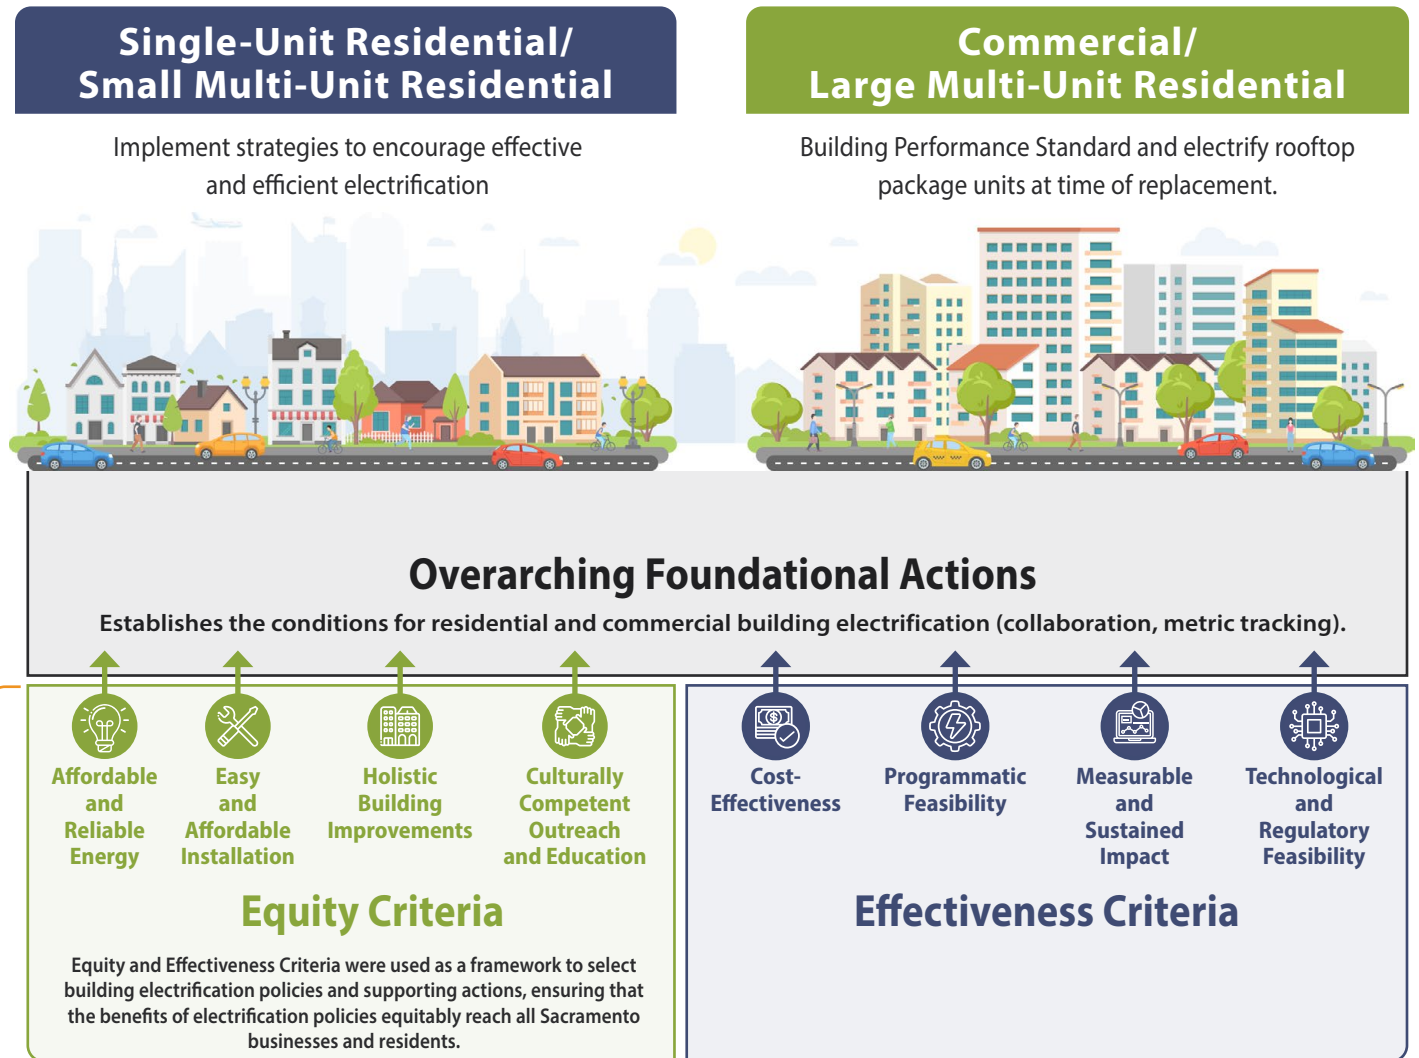 Single-Unit Residential/
Small Multi-Unit Residential
Implement strategies to encourage effective
and efficient electrification
Commercial/
Large Multi-Unit Residential
Building Performance Standard and electrify rooftop
package units at time of replacement.
Overarching Foundational Actions
Establishes the conditions for residential and commercial building electrification (collaboration, metric tracking).
Affordable
and
Reliable
Energy
Easy
and
Affordable
Installation
Holistic
Building
Improvements
Culturally
Competent
Outreach
and Education
Equity Criteria
Equity and Effectiveness Criteria were used as a framework to select
building electrification policies and supporting actions, ensuring that
the benefits of electrification policies equitably reach all Sacramento
businesses and residents.
Cost-
Effectiveness
Programmatic
Feasibility
Measurable
and
Sustained
Impact
Technological
and
Regulatory
Feasibility
Effectiveness Criteria